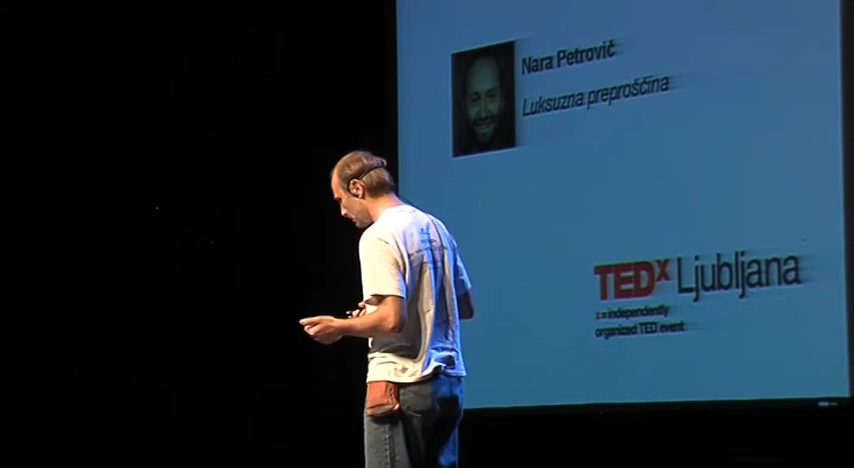 Nara Petrovič
Luksuzna preproščina
TEDx Ljubljana
x = independently
organized TED event